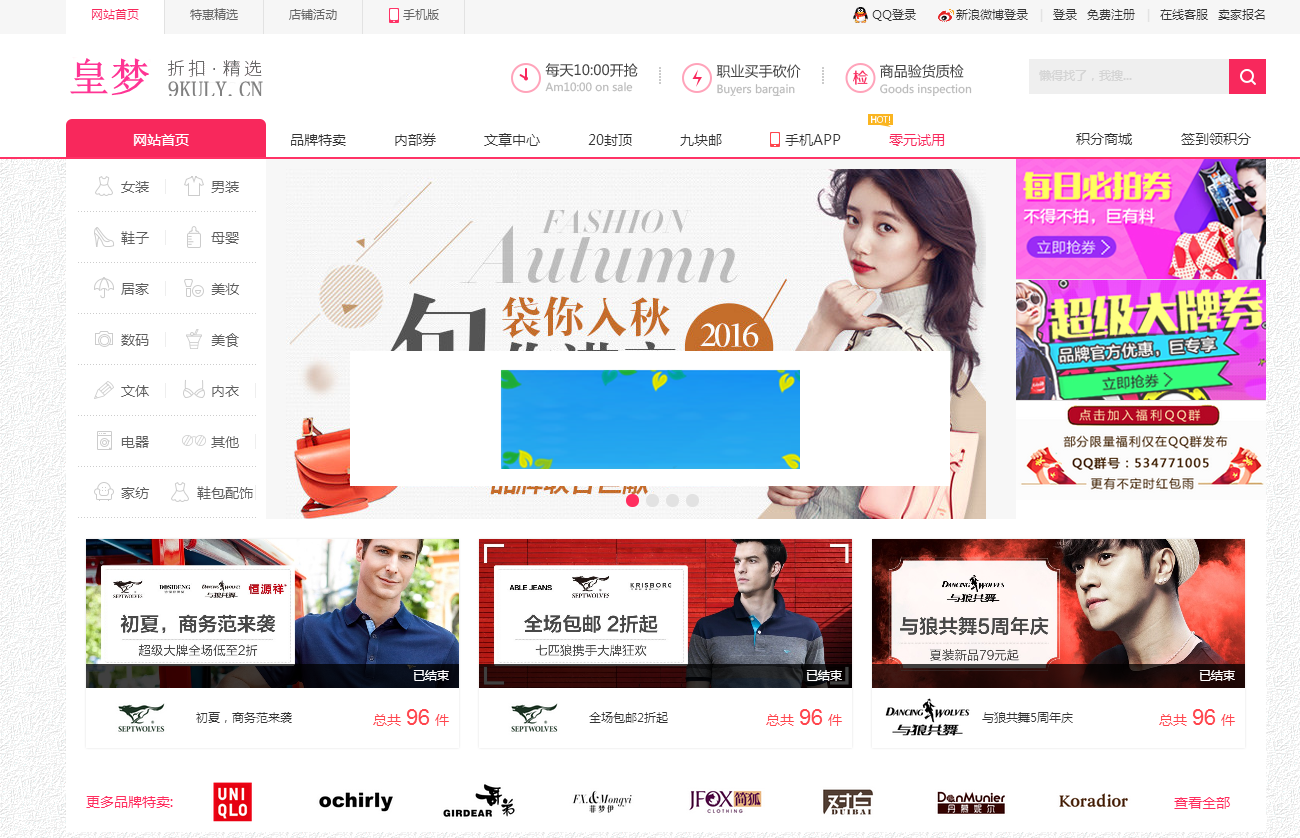 网站首页 特惠精选 店铺活动 手机版 QQ登录 新浪微博登录 登录 免费注册 在线客服 卖家报名
皇梦 折扣·精选
9KULY.CN
每天10:00开抢
Am10:00 on sale
职业买手砍价
Buyers bargain
检 商品验货质检
Goods inspection
懒得找了，我搜...
HOT!
网站首页 品牌特卖 内部券 文章中心 20封顶 九块邮 手机APP 零元试用 积分商城 签到领积分
女装 男装
鞋子 母婴
居家 美妆
数码 美食
文体 内衣
电器 其他
家纺 鞋包配饰
FASHION
Autumn
袋你入秋
2016
每日必拍券
不得不拍，巨有料
立即抢券
超级大牌券
品牌官方优惠，巨专享
立即抢券
点击加入福利QQ群
部分限量福利仅在QQ群发布
QQ群号：534771005
更有不定时红包雨
SEPTWOLVES DANCING WOLVES 与狼共舞 恒源祥
初夏，商务范来袭
超级大牌全场低至2折
已结束
SEPTWOLVES
初夏，商务范来袭
总共 96 件
ABLE JEANS SEPTWOLVES KRISBORG
全场包邮 2折起
七匹狼携手大牌狂欢
已结束
SEPTWOLVES
全场包邮2折起
总共 96 件
DANCING WOLVES
与狼共舞
与狼共舞5周年庆
夏装新品79元起
已结束
DANCING WOLVES
与狼共舞
与狼共舞5周年庆
总共 96 件
更多品牌特卖:
UNI
QLO
ochirly
GIRDEAR 哥弟
FX.&Mongyi
菲梦伊
JFOX 简狐
CLOTHING
对白
DUIBAI
DanMunier
丹慕妮尔
Koradior
查看全部